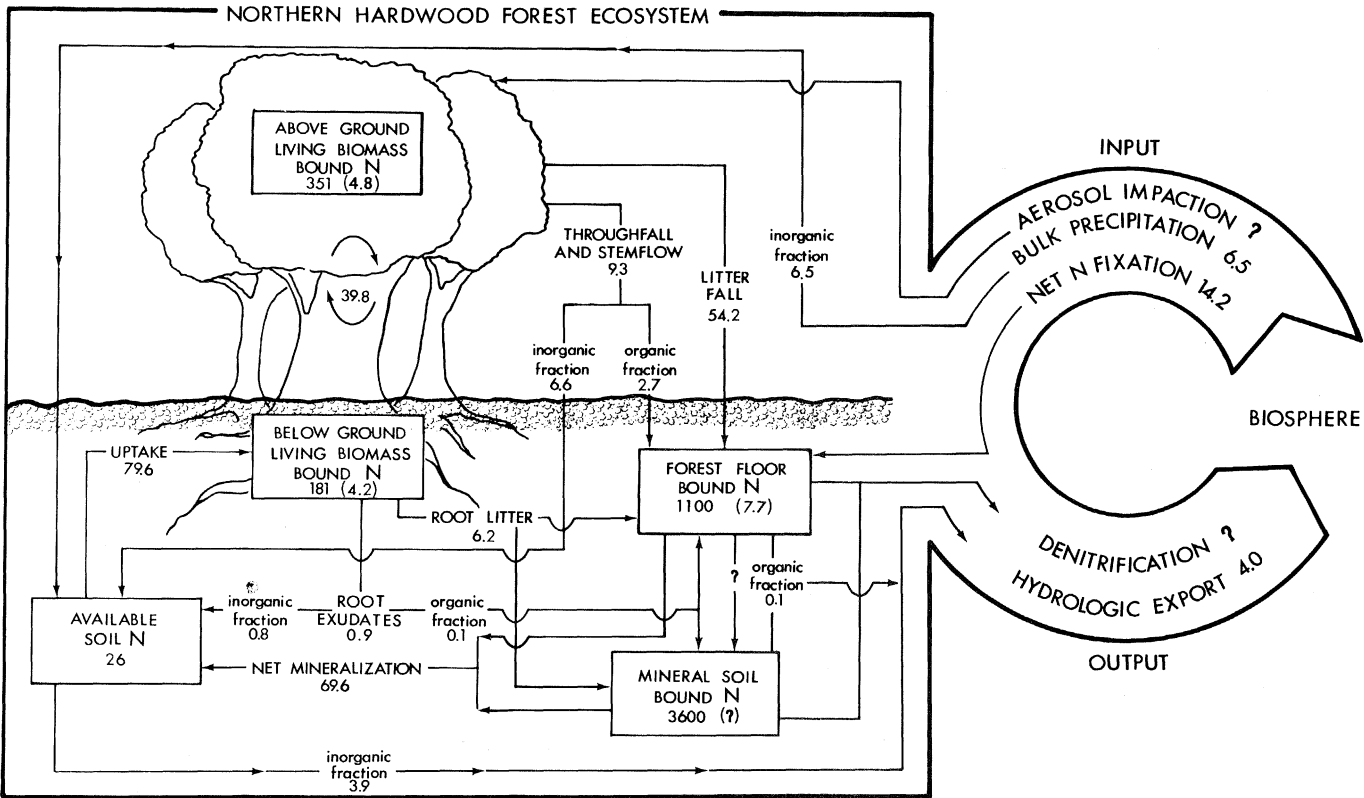 NORTHERN HARDWOOD FOREST ECOSYSTEM
ABOVE GROUND
LIVING BIOMASS
BOUND N
351 (4.8)
39.8
THROUGHFALL
AND STEMFLOW
9.3
inorganic
fraction
6.6
organic
fraction
2.7
LITTER
FALL
54.2
inorganic
fraction
6.5
INPUT
AEROSOL IMPACTION ?
BULK PRECIPITATION 6.5
NET N FIXATION 14.2
BIOSPHERE
UPTAKE
79.6
BELOW GROUND
LIVING BIOMASS
BOUND N
181 (4.2)
ROOT LITTER
6.2
FOREST FLOOR
BOUND N
1100 (7.7)
DENITRIFICATION ?
HYDROLOGIC EXPORT 4.0
OUTPUT
?
organic
fraction
0.1
AVAILABLE
SOIL N
26
inorganic
fraction
0.8
ROOT
EXUDATES
0.9
organic
fraction
0.1
NET MINERALIZATION
69.6
MINERAL SOIL
BOUND N
3600 (?)
inorganic
fraction
3.9